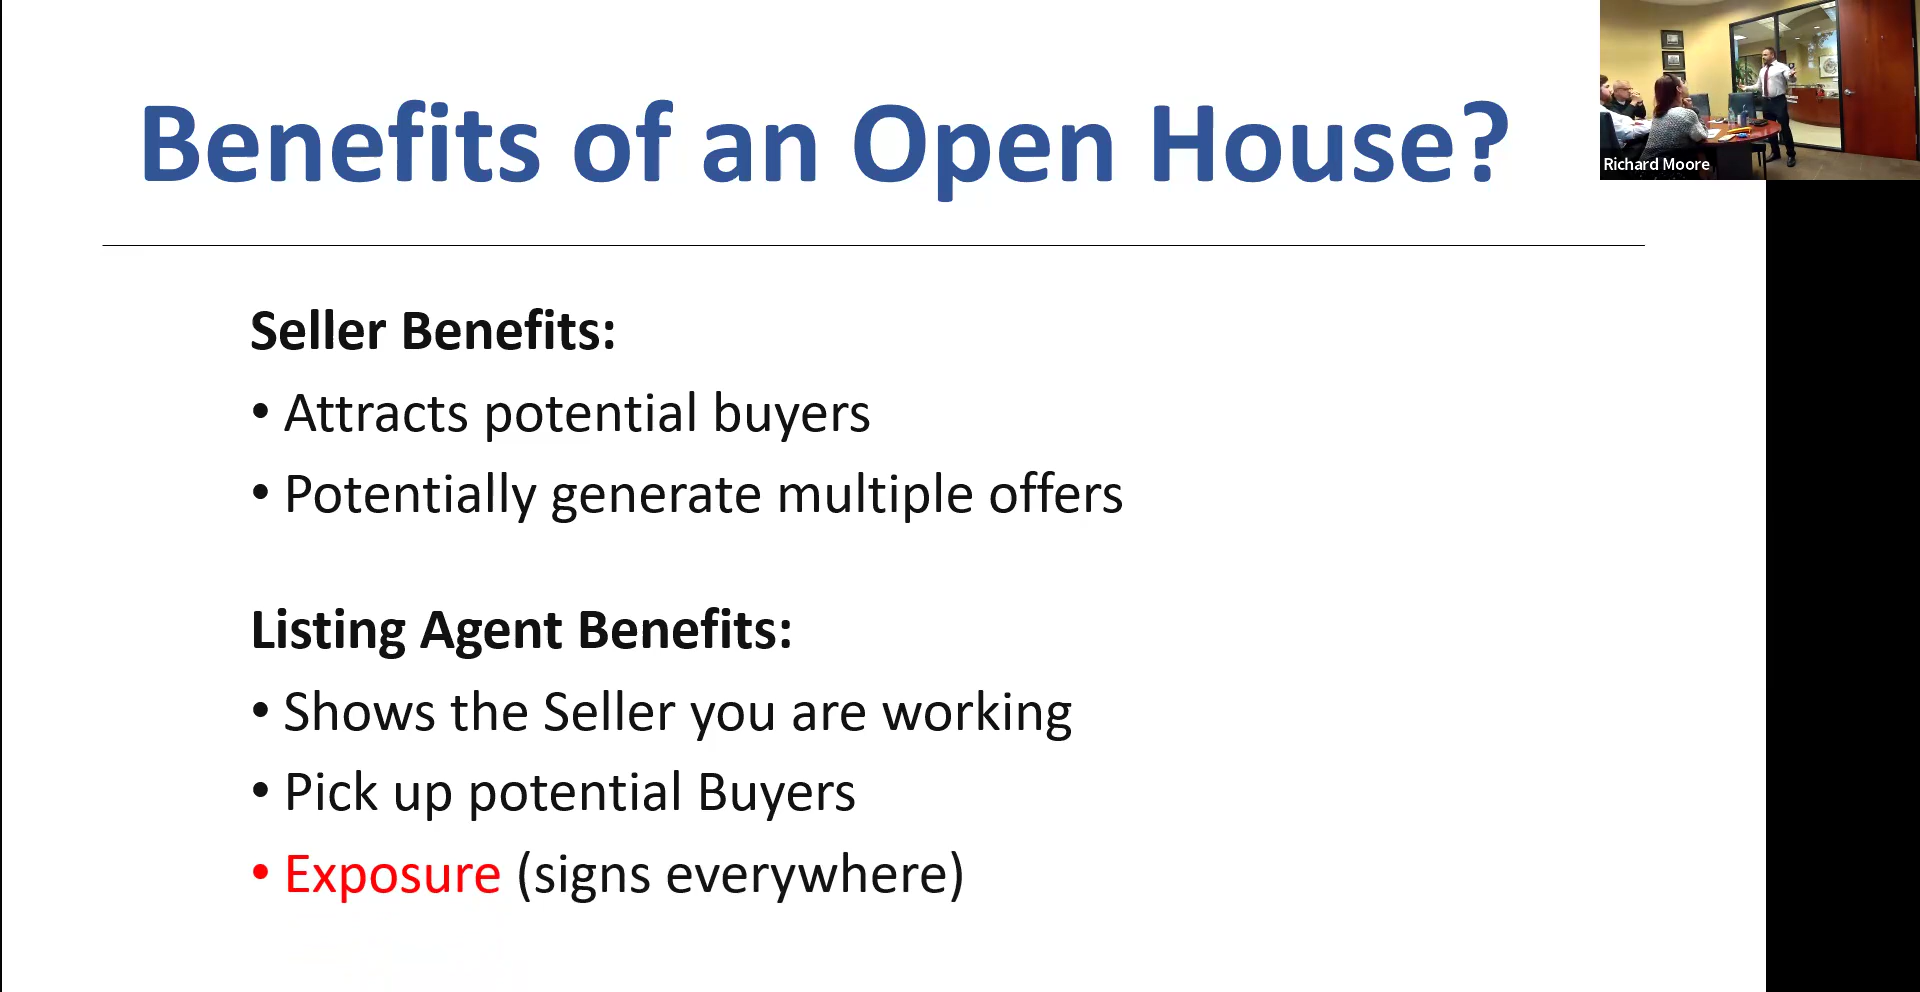 Benefits of an Open House?
Richard Moore
Seller Benefits:
• Attracts potential buyers
• Potentially generate multiple offers
Listing Agent Benefits:
• Shows the Seller you are working
• Pick up potential Buyers
• Exposure (signs everywhere)